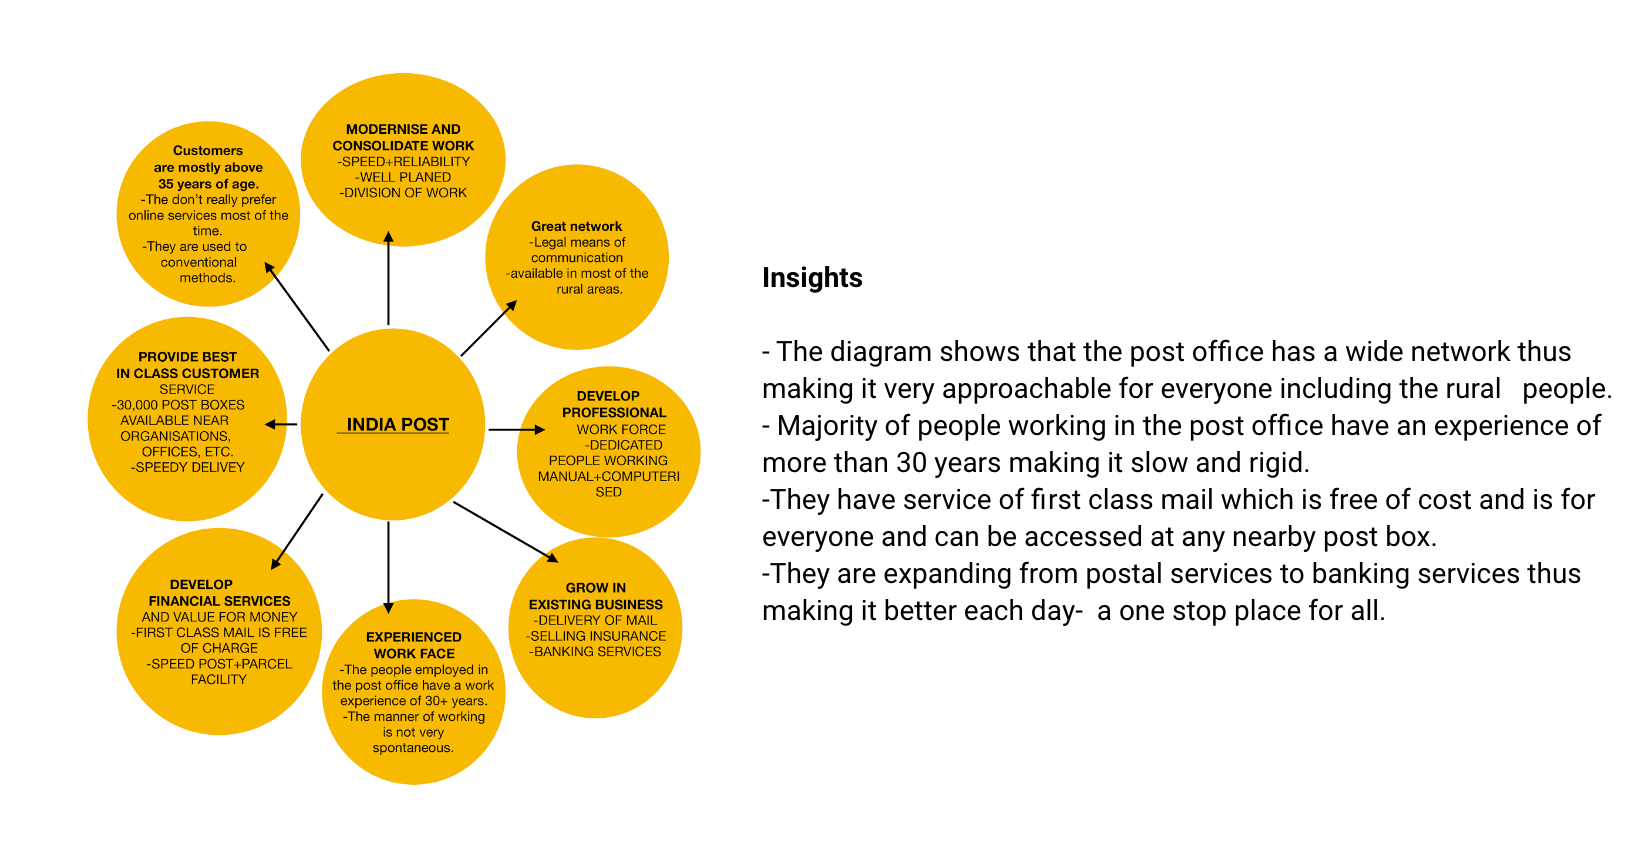 MODERNISE AND
CONSOLIDATE WORK
-SPEED+RELIABILITY
-WELL PLANED
-DIVISION OF WORK
Customers
are mostly above
35 years of age.
-The don't really prefer
online services most of the
time.
-They are used to
conventional
methods.
Great network
-Legal means of
communication
-available in most of the
rural areas.
PROVIDE BEST
IN CLASS CUSTOMER
SERVICE
-30,000 POST BOXES
AVAILABLE NEAR
ORGANISATIONS,
OFFICES, ETC.
-SPEEDY DELIVEY
INDIA POST
DEVELOP
PROFESSIONAL
WORK FORCE
-DEDICATED
PEOPLE WORKING
MANUAL+COMPUTERI
SED
DEVELOP
FINANCIAL SERVICES
AND VALUE FOR MONEY
-FIRST CLASS MAIL IS FREE
OF CHARGE
-SPEED POST+PARCEL
FACILITY
EXPERIENCED
WORK FACE
-The people employed in
the post office have a work
experience of 30+ years.
-The manner of working
is not very
spontaneous.
GROW IN
EXISTING BUSINESS
-DELIVERY OF MAIL
-SELLING INSURANCE
-BANKING SERVICES
Insights
- The diagram shows that the post office has a wide network thus
making it very approachable for everyone including the rural people.
- Majority of people working in the post office have an experience of
more than 30 years making it slow and rigid.
-They have service of first class mail which is free of cost and is for
everyone and can be accessed at any nearby post box.
-They are expanding from postal services to banking services thus
making it better each day- a one stop place for all.